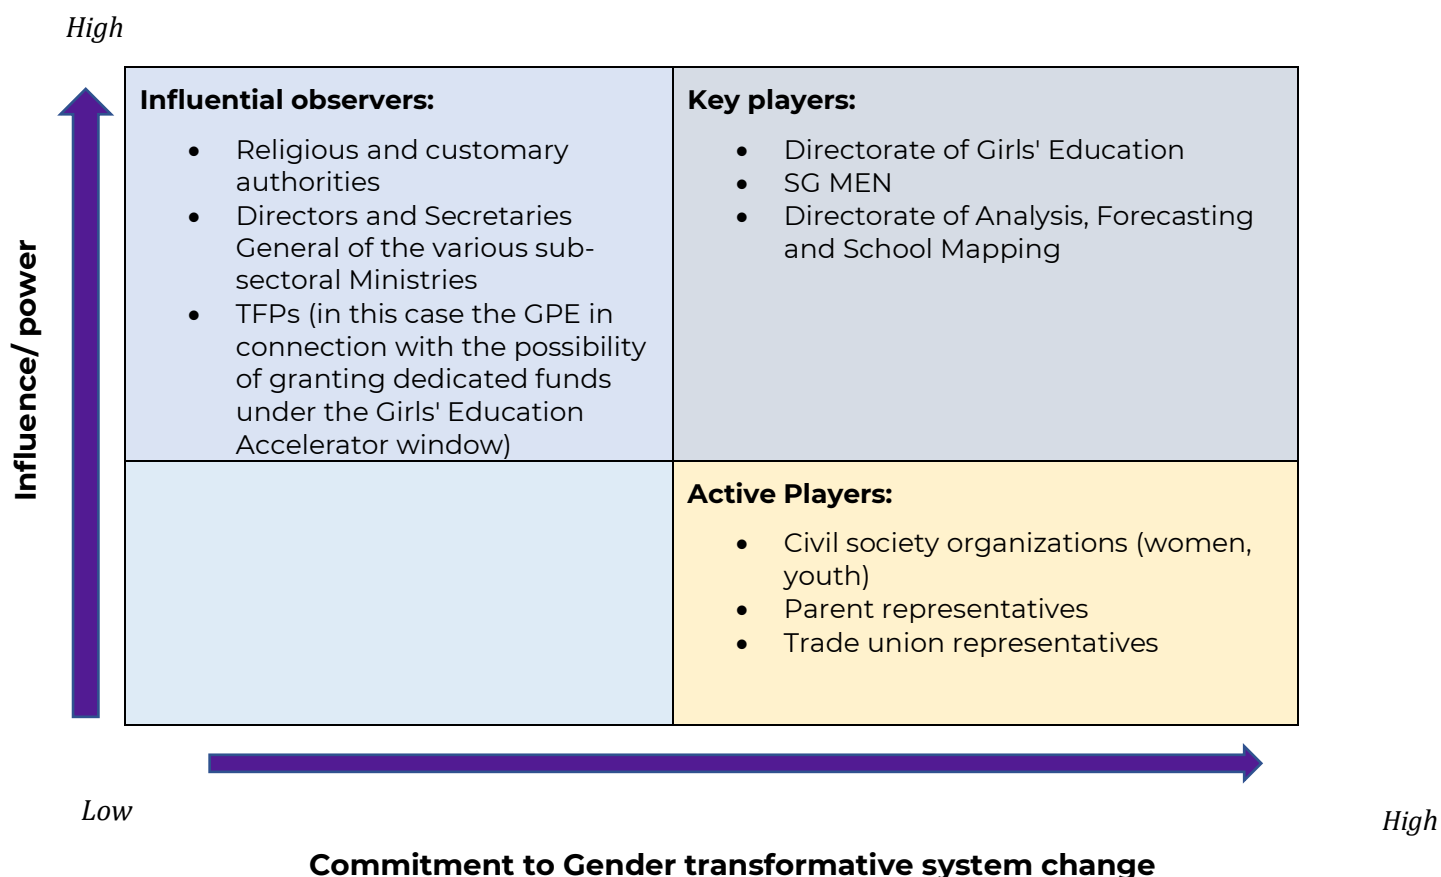 High
Influence/ power
Influential observers:
• Religious and customary
authorities
• Directors and Secretaries
General of the various sub-
sectoral Ministries
• TFPs (in this case the GPE in
connection with the possibility
of granting dedicated funds
under the Girls' Education
Accelerator window)
Key players:
• Directorate of Girls' Education
• SG MEN
• Directorate of Analysis, Forecasting
and School Mapping
Active Players:
• Civil society organizations (women,
youth)
• Parent representatives
• Trade union representatives
Low
High
Commitment to Gender transformative system change